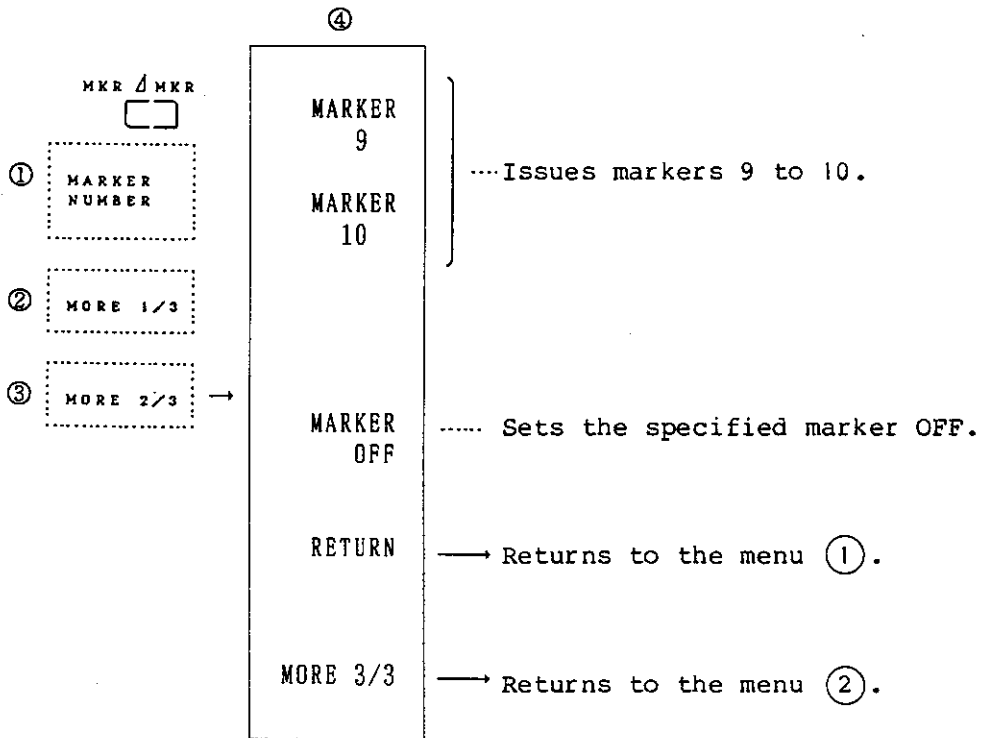 ④
MKR Δ MKR
① MARKER
NUMBER
② MORE 1/3
③ MORE 2/3 →
MARKER
9
MARKER
10
····Issues markers 9 to 10.
MARKER
OFF
······ Sets the specified marker OFF.
RETURN → Returns to the menu ①.
MORE 3/3 → Returns to the menu ②.